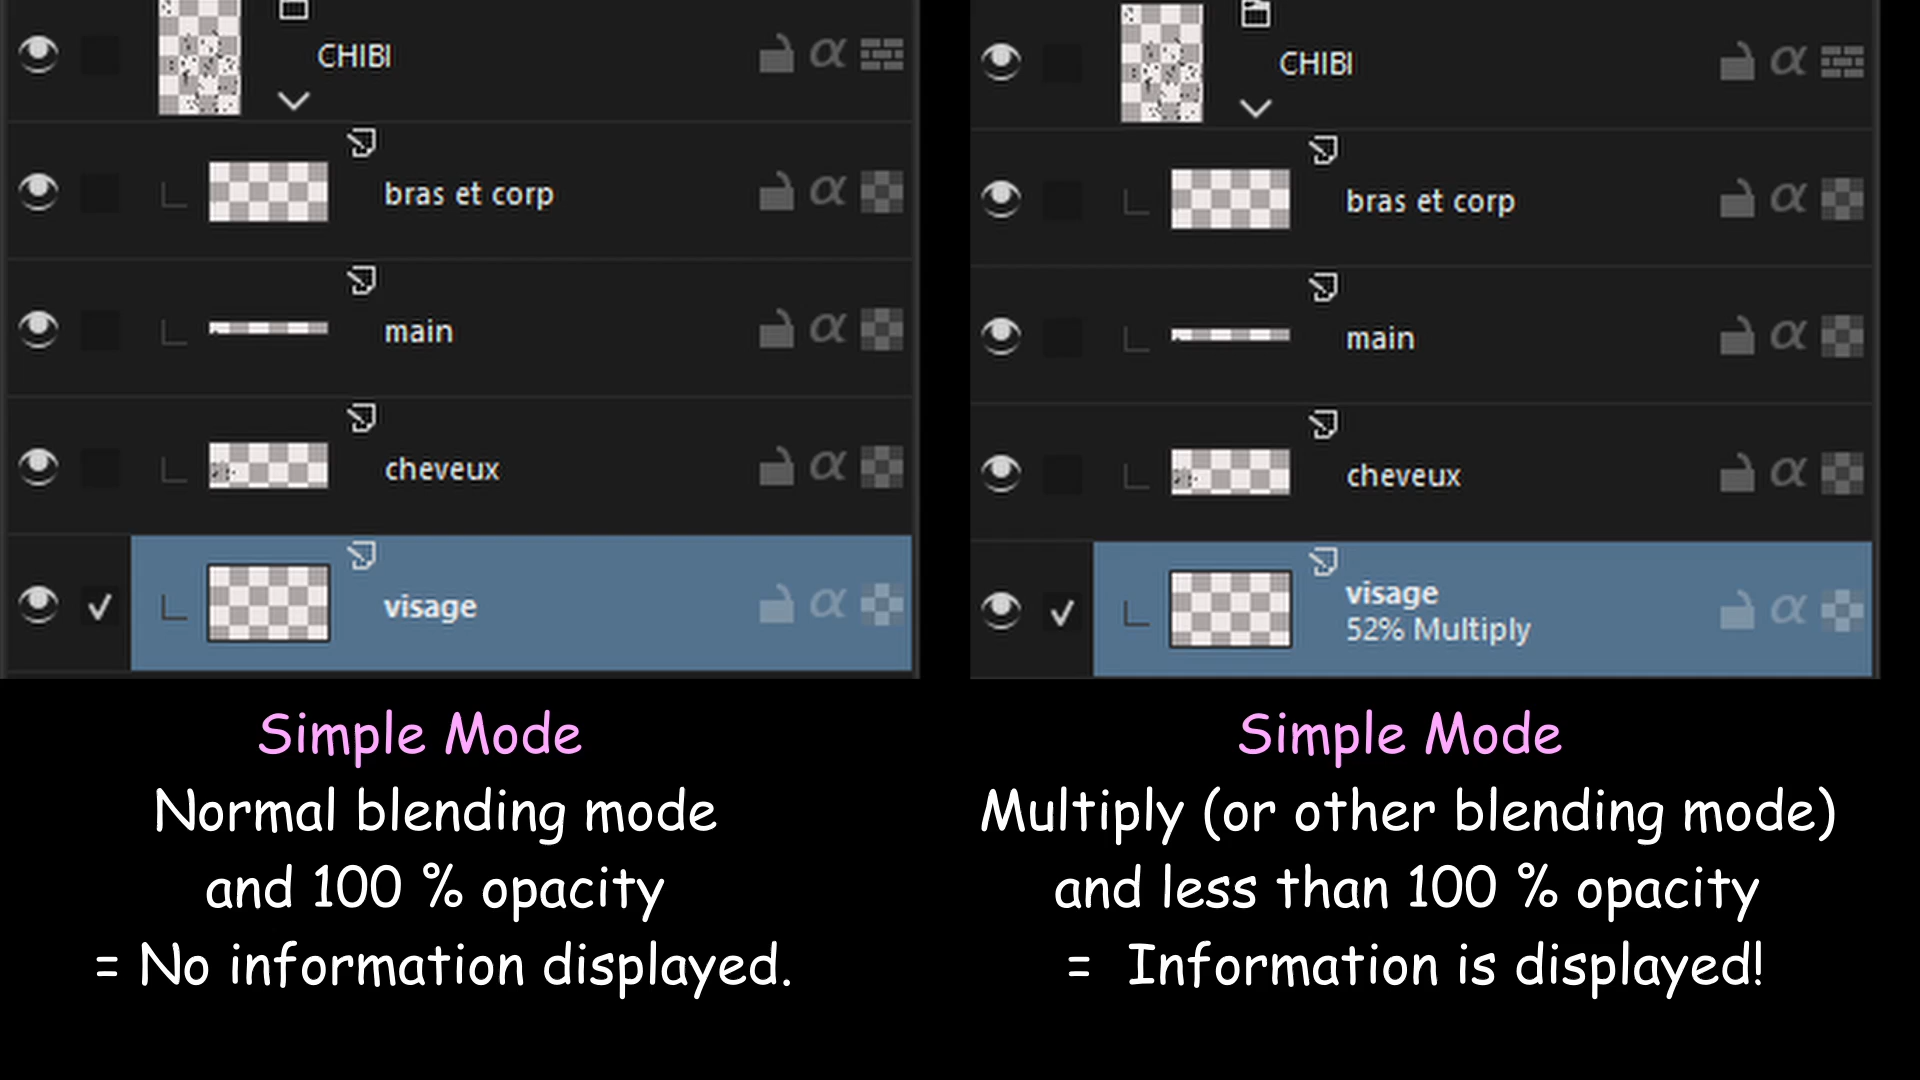 CHIBI
bras et corp
main
cheveux
visage
Simple Mode
Normal blending mode
and 100 % opacity
= No information displayed.
CHIBI
bras et corp
main
cheveux
visage
52% Multiply
Simple Mode
Multiply (or other blending mode)
and less than 100 % opacity
= Information is displayed!